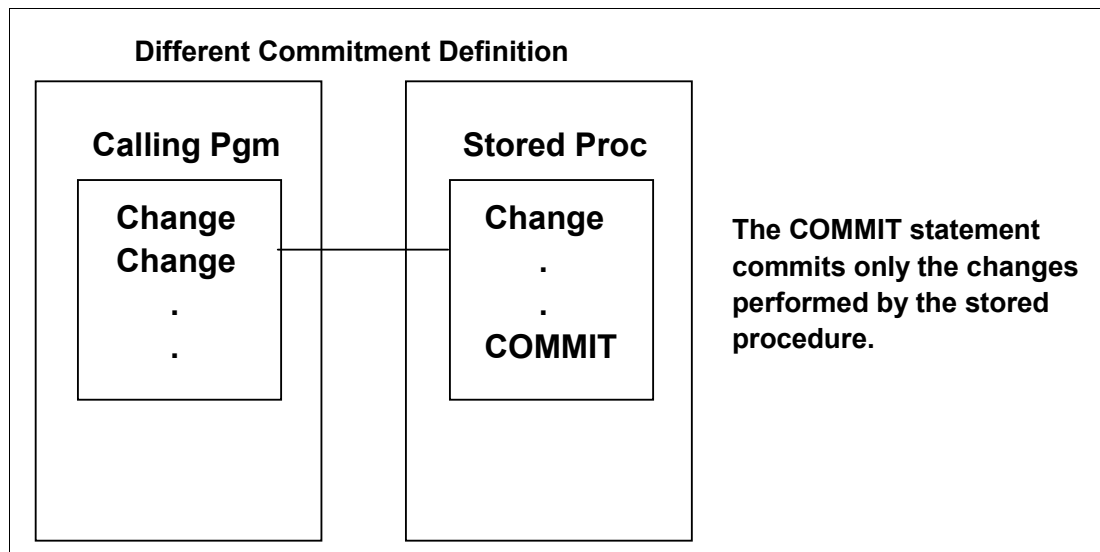 Different Commitment Definition
Calling Pgm
Change
Change
.
.
Stored Proc
Change
.
.
COMMIT
The COMMIT statement
commits only the changes
performed by the stored
procedure.